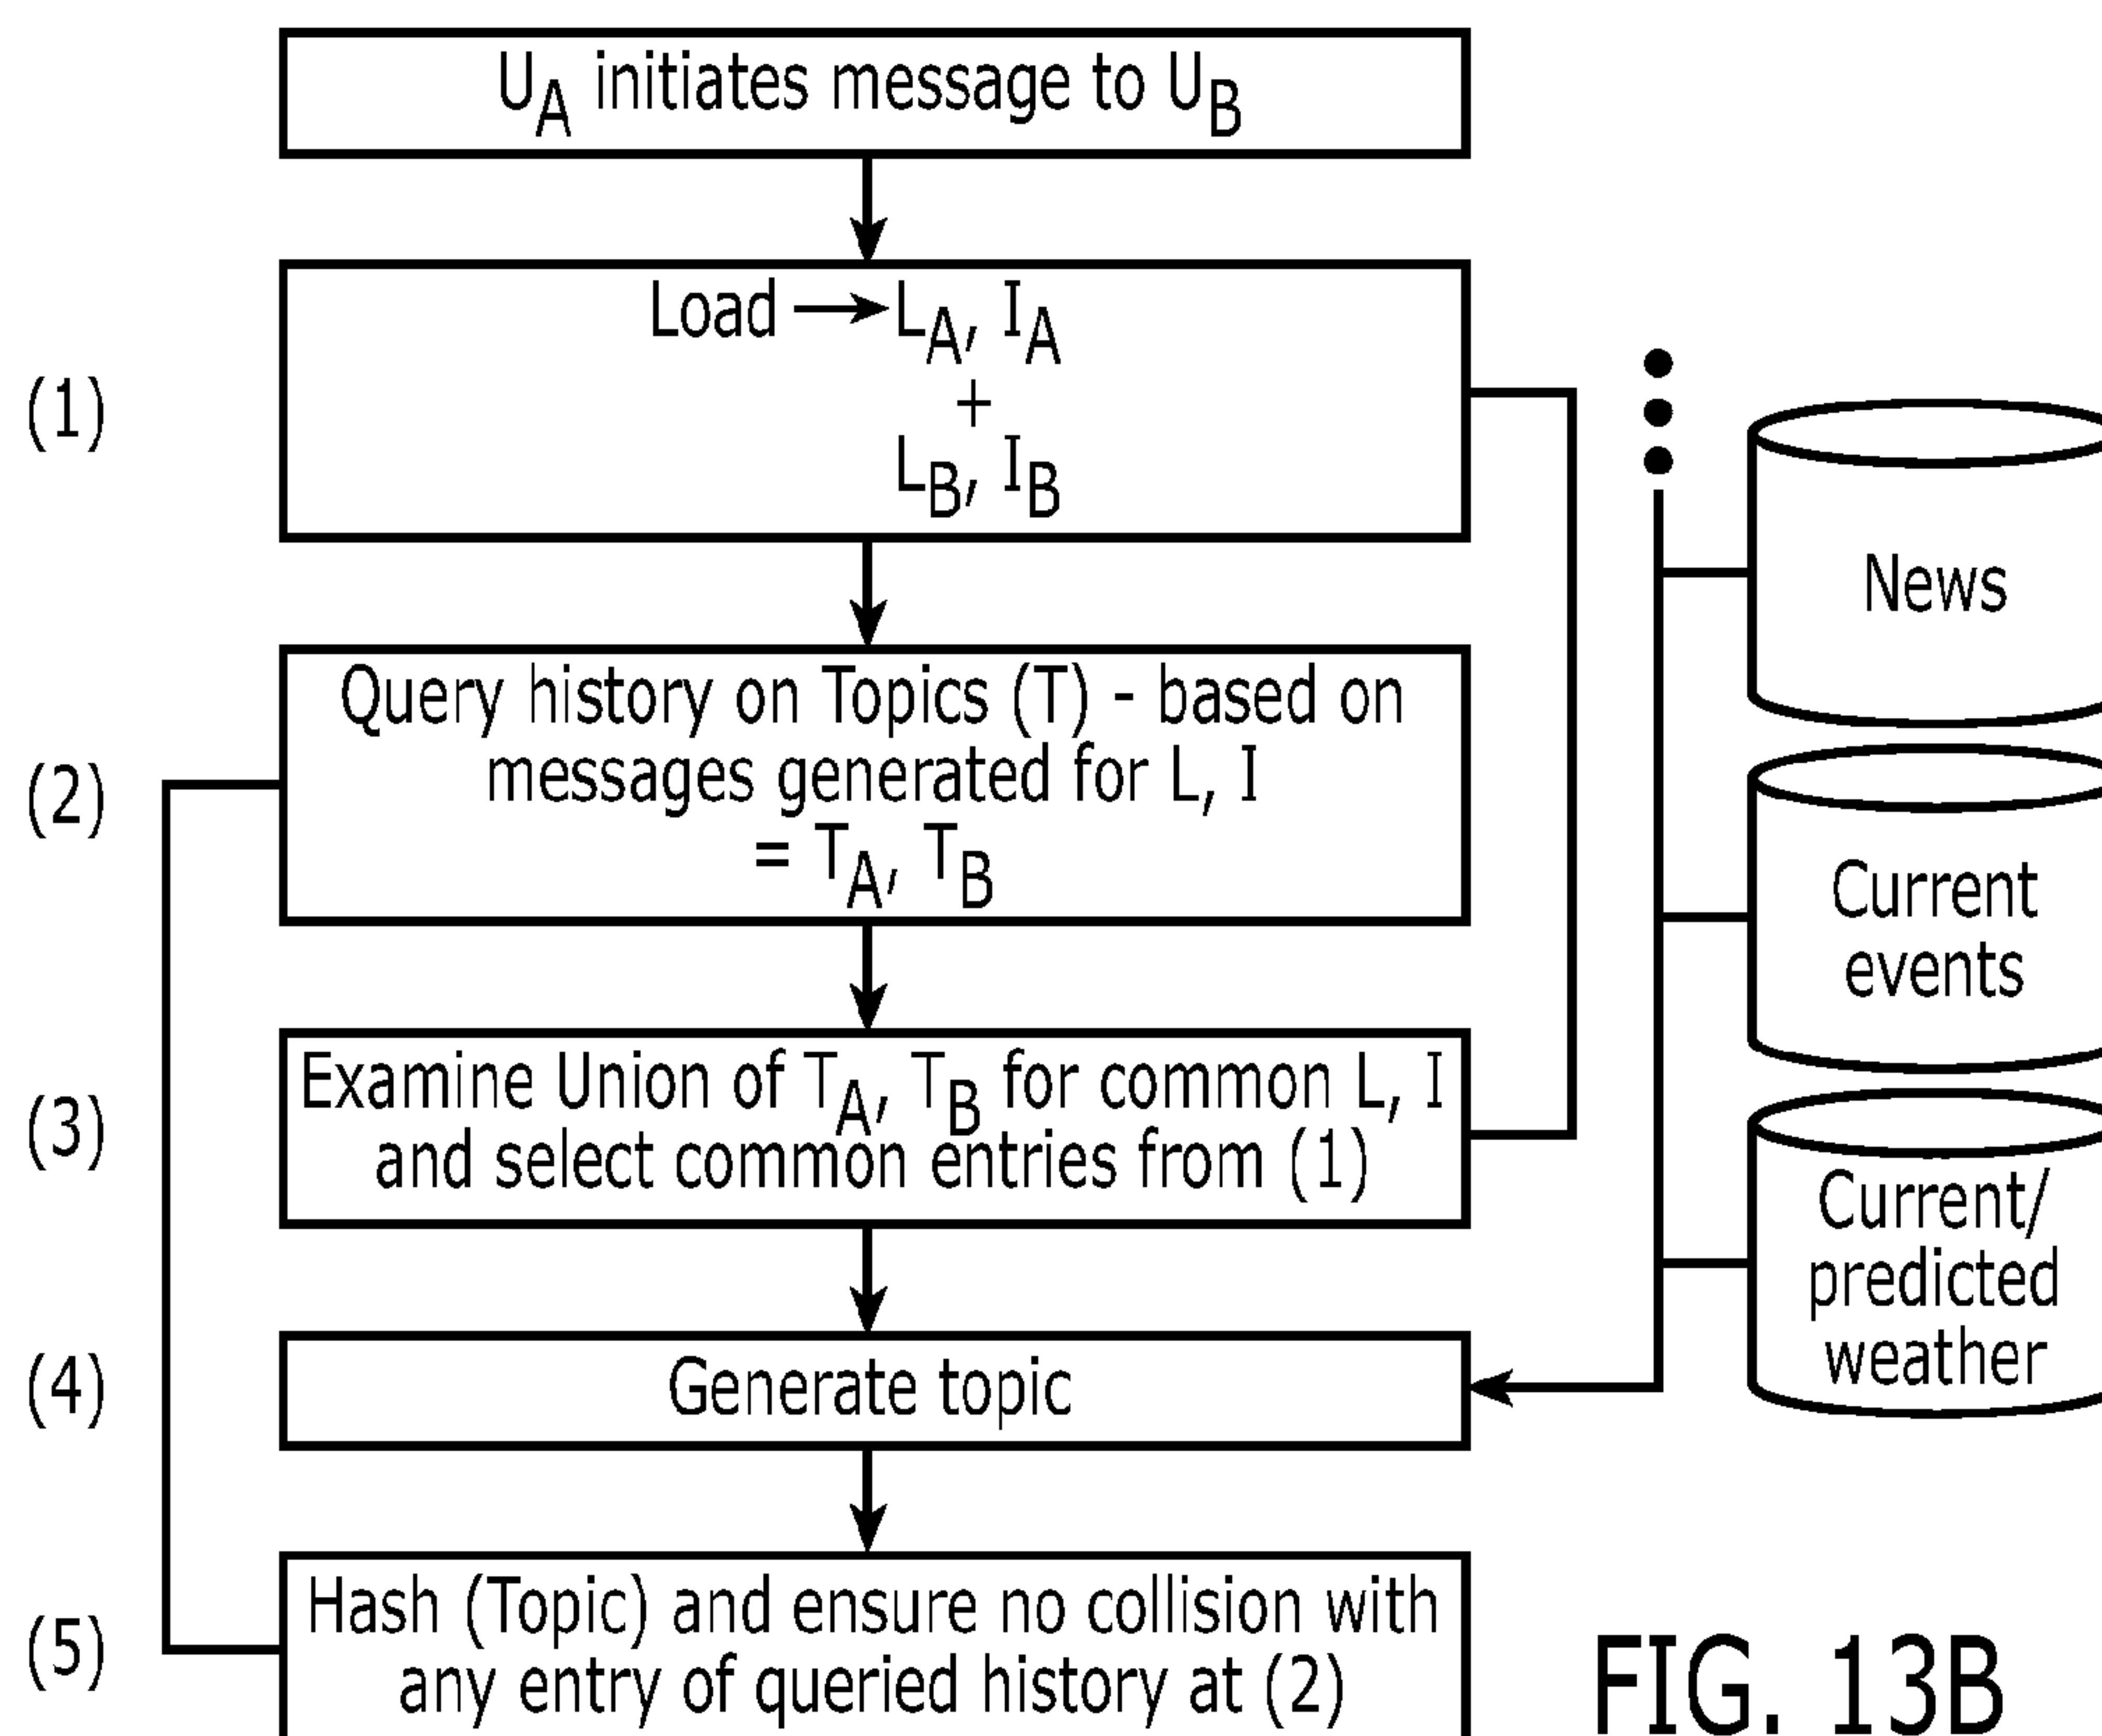 U_A initiates message to U_B
(1)
Load → L_A, I_A
+
L_B, I_B
(2)
Query history on Topics (T) - based on
messages generated for L, I
= T_A, T_B
(3)
Examine Union of T_A, T_B for common L, I
and select common entries from (1)
(4)
Generate topic
(5)
Hash (Topic) and ensure no collision with
any entry of queried history at (2)
News
Current
events
Current/
predicted
weather
FIG. 13B